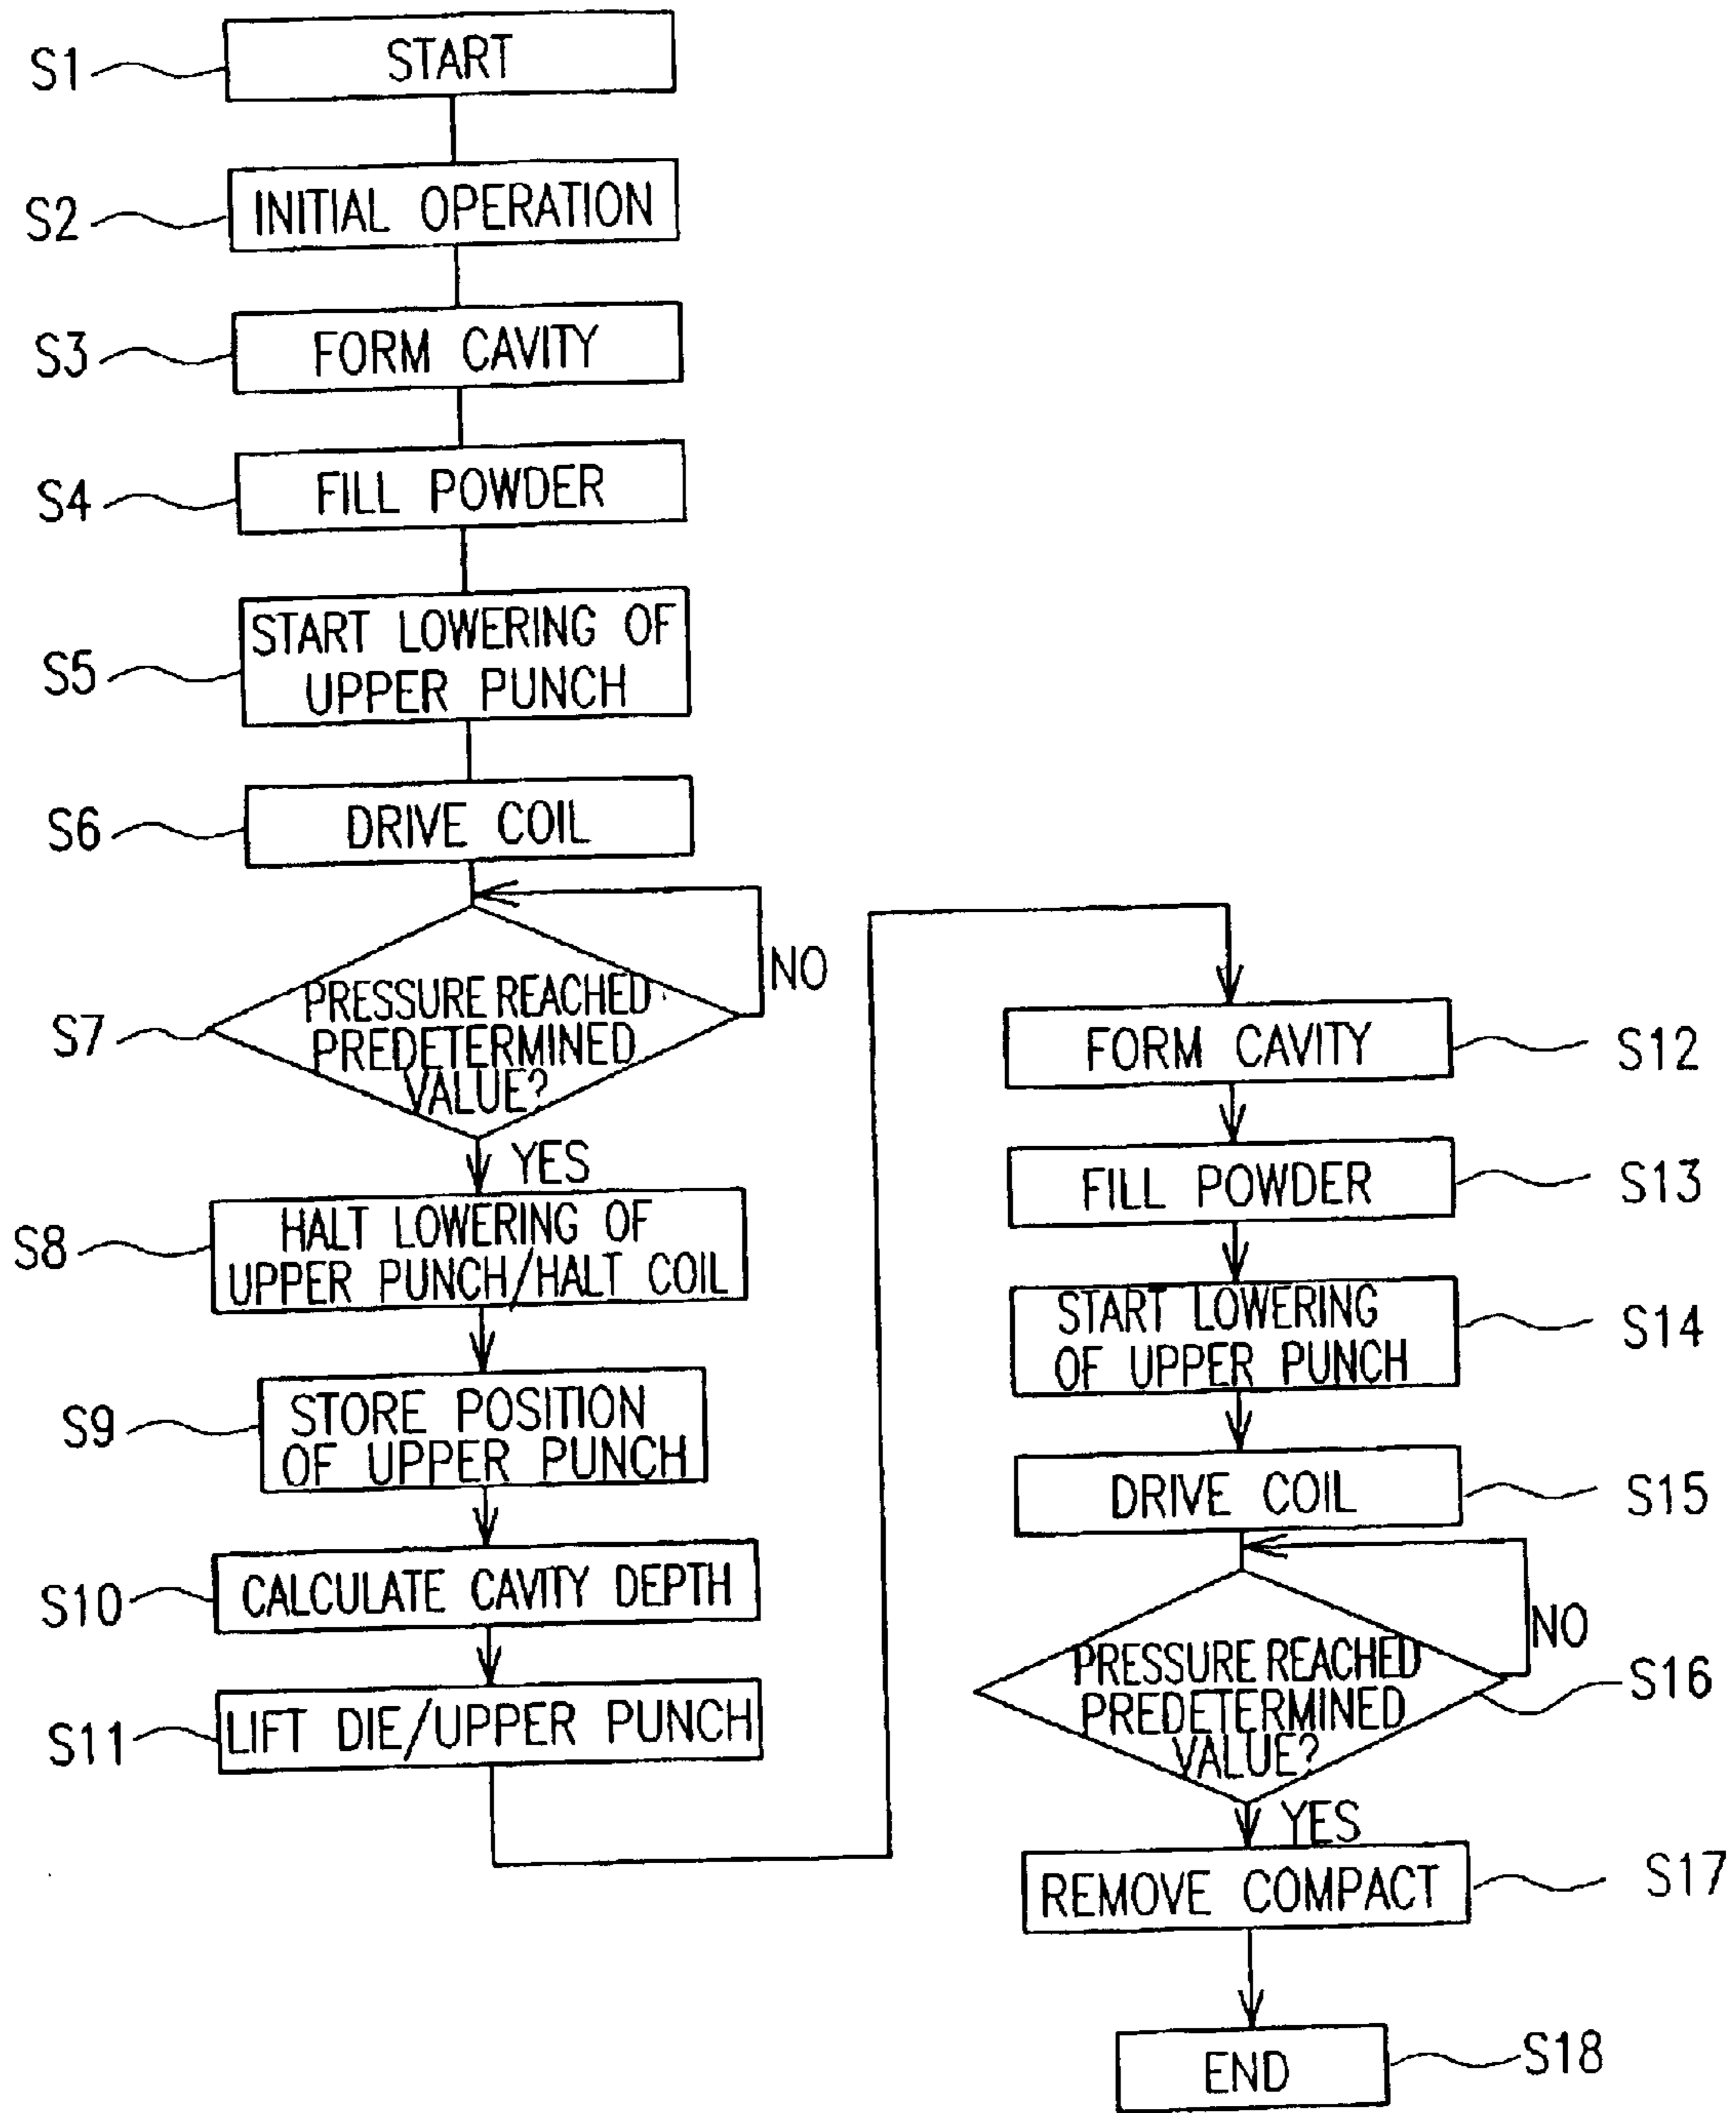 S1
START
S2
INITIAL OPERATION
S3
FORM CAVITY
S4
FILL POWDER
S5
START LOWERING OF
UPPER PUNCH
S6
DRIVE COIL
NO
S7
PRESSURE REACHED
PREDETERMINED
VALUE?
YES
S8
HALT LOWERING OF
UPPER PUNCH/HALT COIL
S9
STORE POSITION
OF UPPER PUNCH
S10
CALCULATE CAVITY DEPTH
S11
LIFT DIE/UPPER PUNCH
FORM CAVITY
S12
FILL POWDER
S13
START LOWERING
OF UPPER PUNCH
S14
DRIVE COIL
S15
NO
PRESSURE REACHED
PREDETERMINED
VALUE?
S16
YES
REMOVE COMPACT
S17
END
S18